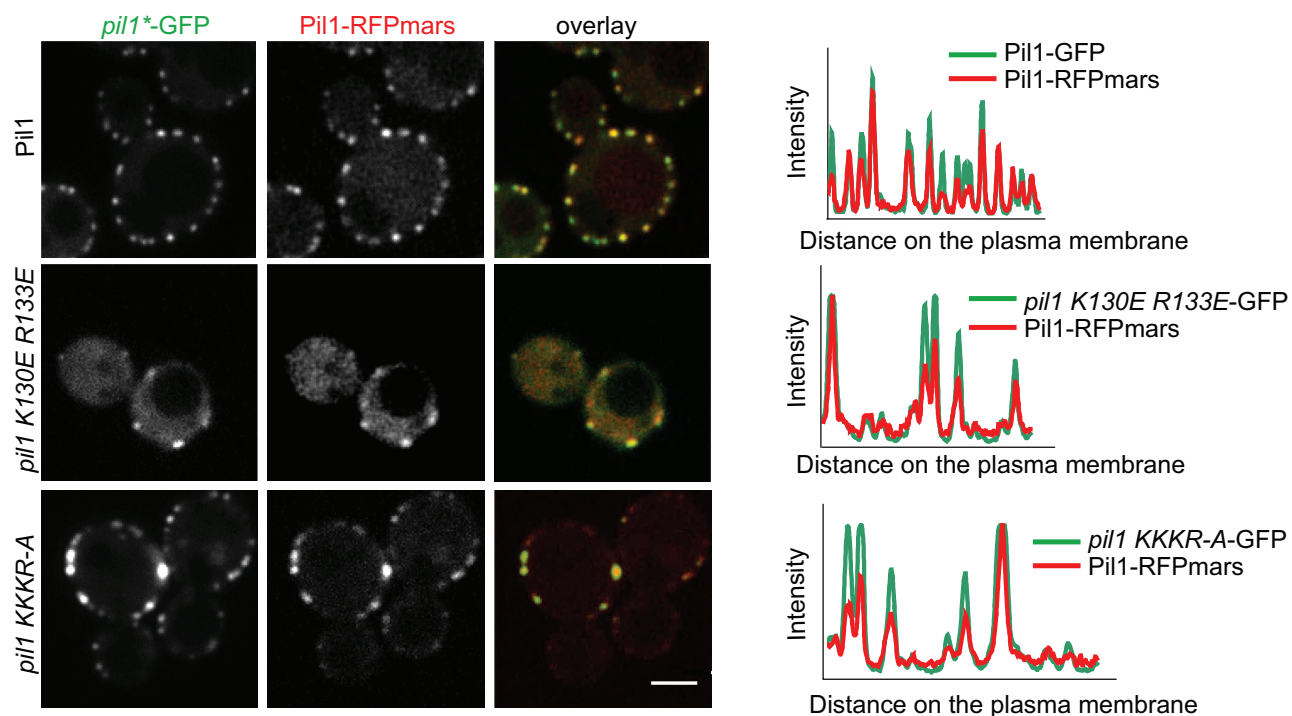 pil1*-GFP
Pil1-RFPmars
overlay
Pil1
Pil1-GFP
Pil1-RFPmars
Intensity
Distance on the plasma membrane
pil1 K130E R133E
pil1 K130E R133E-GFP
Pil1-RFPmars
Intensity
Distance on the plasma membrane
pil1 KKKR-A
pil1 KKKR-A-GFP
Pil1-RFPmars
Intensity
Distance on the plasma membrane